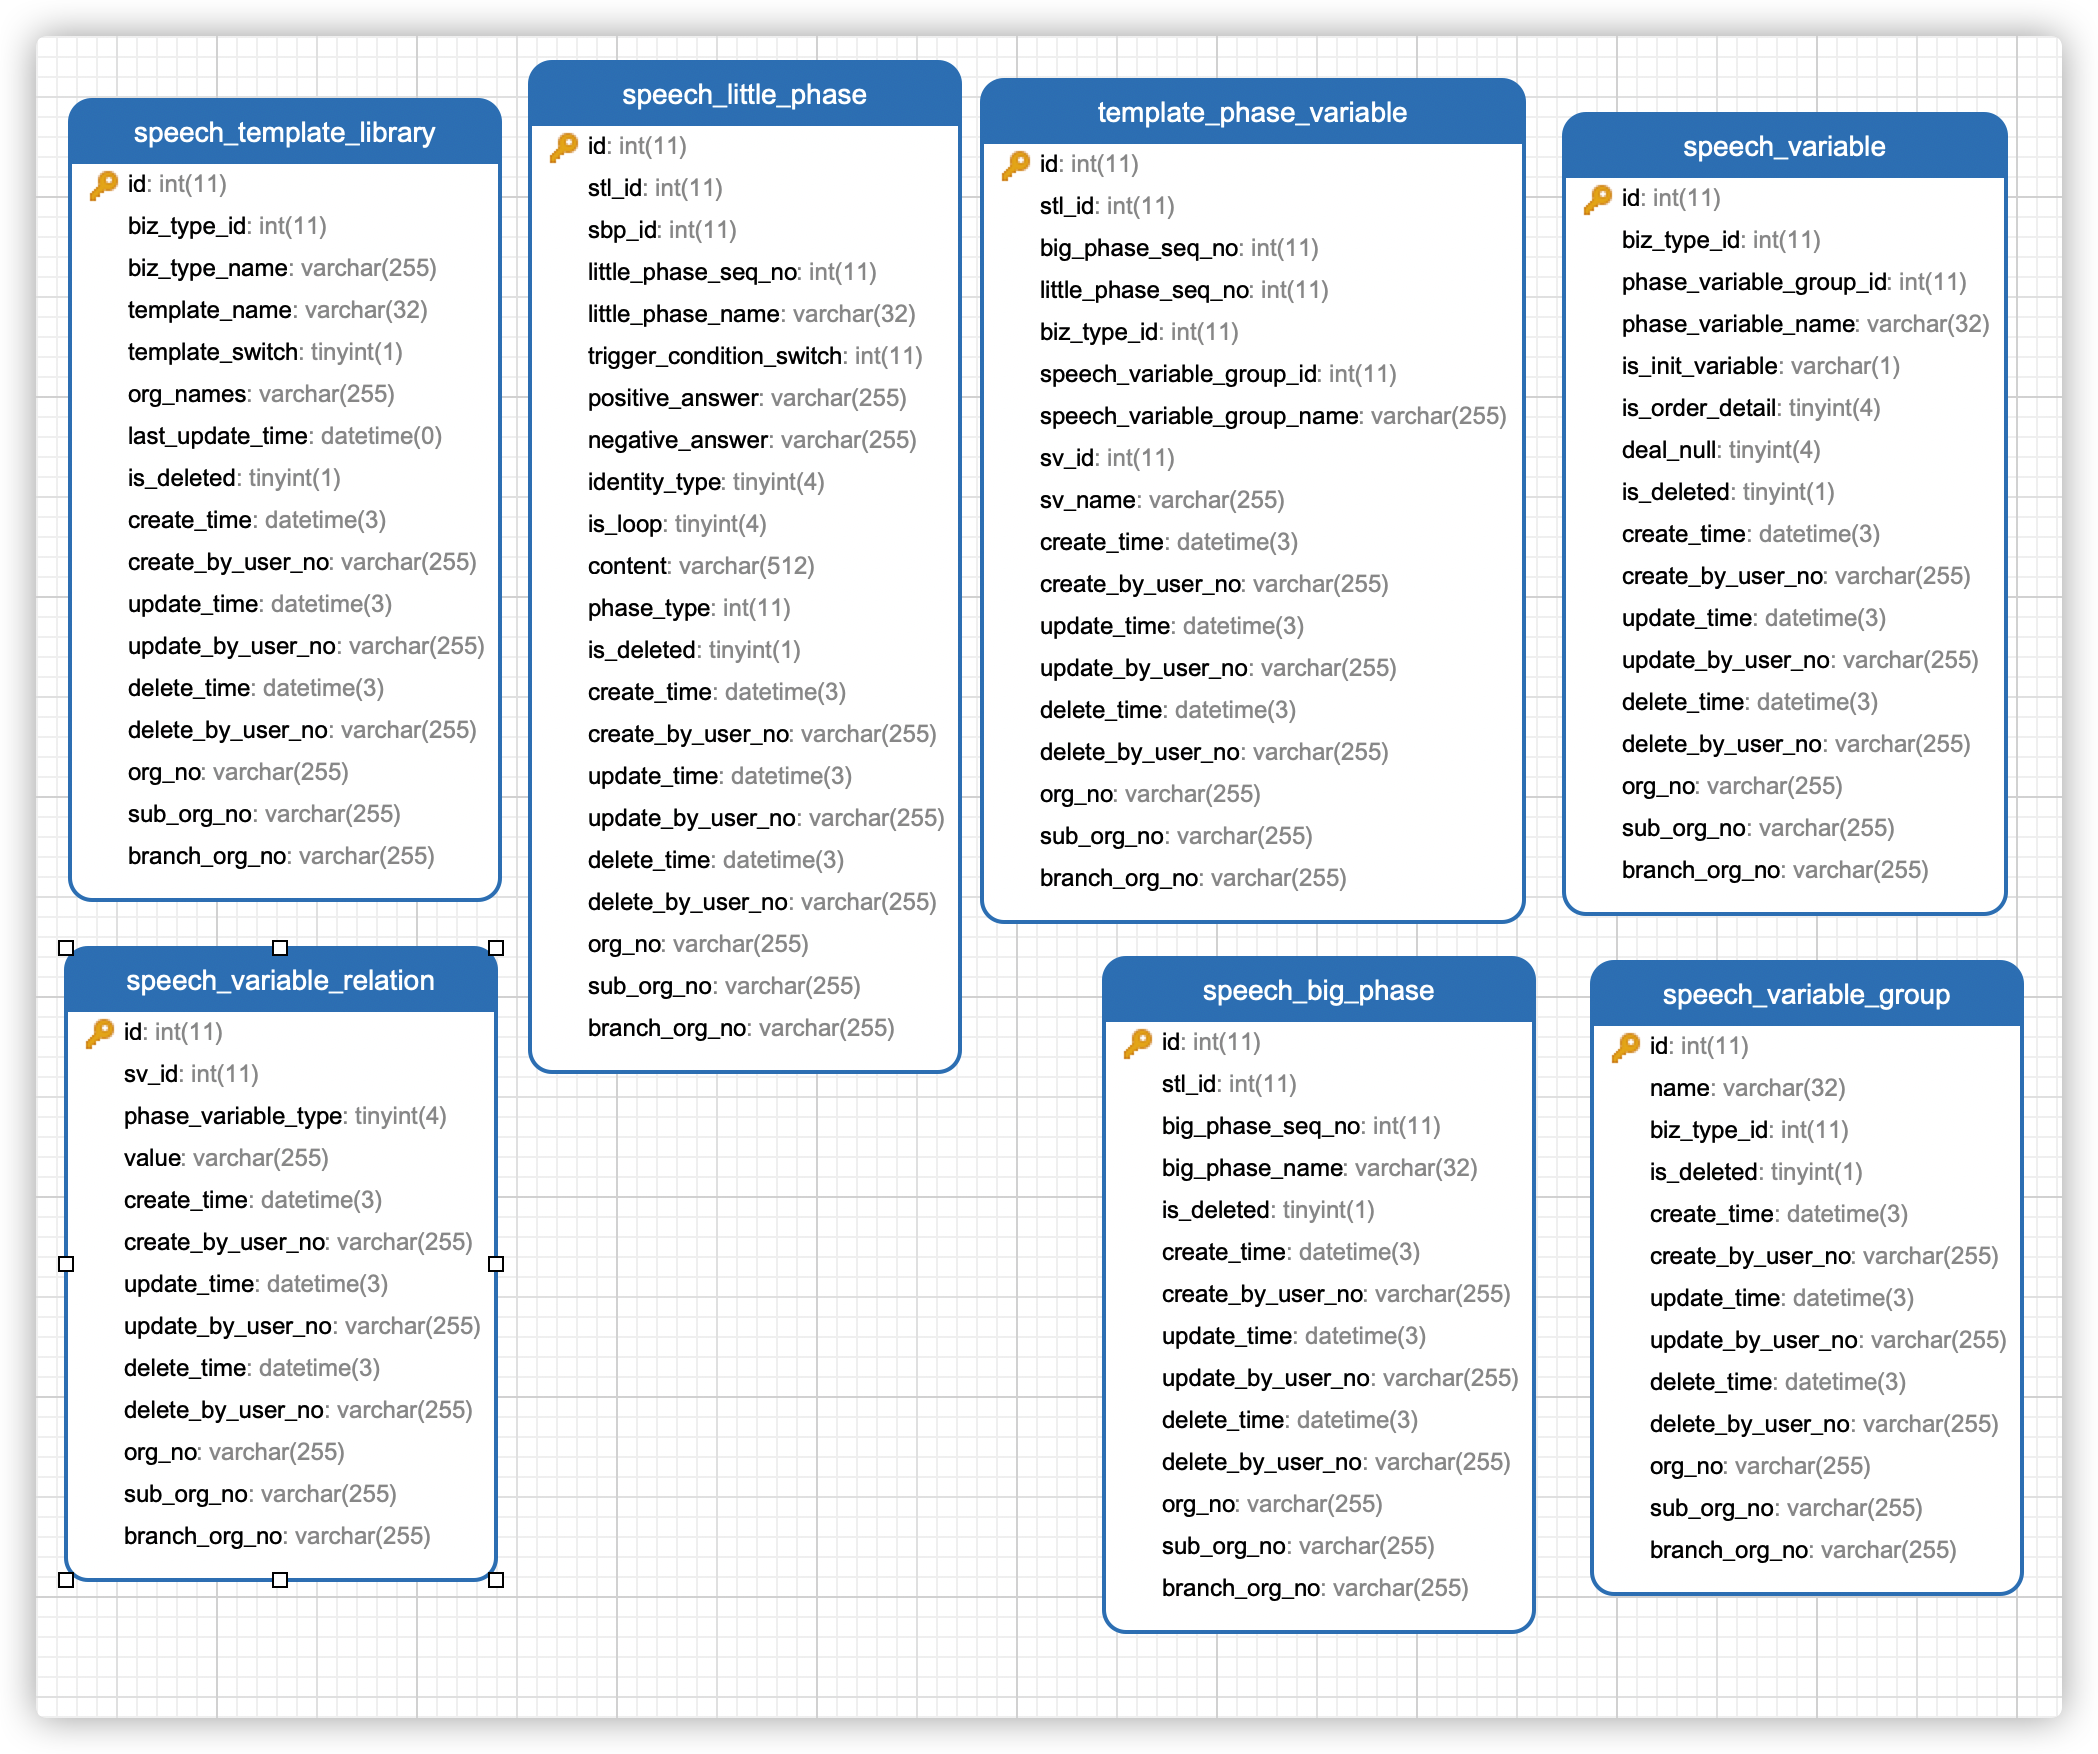 speech_template_library
id: int(11)
biz_type_id: int(11)
biz_type_name: varchar(255)
template_name: varchar(32)
template_switch: tinyint(1)
org_names: varchar(255)
last_update_time: datetime(0)
is_deleted: tinyint(1)
create_time: datetime(3)
create_by_user_no: varchar(255)
update_time: datetime(3)
update_by_user_no: varchar(255)
delete_time: datetime(3)
delete_by_user_no: varchar(255)
org_no: varchar(255)
sub_org_no: varchar(255)
branch_org_no: varchar(255)
speech_little_phase
id: int(11)
stl_id: int(11)
sbp_id: int(11)
little_phase_seq_no: int(11)
little_phase_name: varchar(32)
trigger_condition_switch: int(11)
positive_answer: varchar(255)
negative_answer: varchar(255)
identity_type: tinyint(4)
is_loop: tinyint(4)
content: varchar(512)
phase_type: int(11)
is_deleted: tinyint(1)
create_time: datetime(3)
create_by_user_no: varchar(255)
update_time: datetime(3)
update_by_user_no: varchar(255)
delete_time: datetime(3)
delete_by_user_no: varchar(255)
org_no: varchar(255)
sub_org_no: varchar(255)
branch_org_no: varchar(255)
template_phase_variable
id: int(11)
stl_id: int(11)
big_phase_seq_no: int(11)
little_phase_seq_no: int(11)
biz_type_id: int(11)
speech_variable_group_id: int(11)
speech_variable_group_name: varchar(255)
sv_id: int(11)
sv_name: varchar(255)
create_time: datetime(3)
create_by_user_no: varchar(255)
update_time: datetime(3)
update_by_user_no: varchar(255)
delete_time: datetime(3)
delete_by_user_no: varchar(255)
org_no: varchar(255)
sub_org_no: varchar(255)
branch_org_no: varchar(255)
speech_variable
id: int(11)
biz_type_id: int(11)
phase_variable_group_id: int(11)
phase_variable_name: varchar(32)
is_init_variable: varchar(1)
is_order_detail: tinyint(4)
deal_null: tinyint(4)
is_deleted: tinyint(1)
create_time: datetime(3)
create_by_user_no: varchar(255)
update_time: datetime(3)
update_by_user_no: varchar(255)
delete_time: datetime(3)
delete_by_user_no: varchar(255)
org_no: varchar(255)
sub_org_no: varchar(255)
branch_org_no: varchar(255)
speech_variable_relation
id: int(11)
sv_id: int(11)
phase_variable_type: tinyint(4)
value: varchar(255)
create_time: datetime(3)
create_by_user_no: varchar(255)
update_time: datetime(3)
update_by_user_no: varchar(255)
delete_time: datetime(3)
delete_by_user_no: varchar(255)
org_no: varchar(255)
sub_org_no: varchar(255)
branch_org_no: varchar(255)
speech_big_phase
id: int(11)
stl_id: int(11)
big_phase_seq_no: int(11)
big_phase_name: varchar(32)
is_deleted: tinyint(1)
create_time: datetime(3)
create_by_user_no: varchar(255)
update_time: datetime(3)
update_by_user_no: varchar(255)
delete_time: datetime(3)
delete_by_user_no: varchar(255)
org_no: varchar(255)
sub_org_no: varchar(255)
branch_org_no: varchar(255)
speech_variable_group
id: int(11)
name: varchar(32)
biz_type_id: int(11)
is_deleted: tinyint(1)
create_time: datetime(3)
create_by_user_no: varchar(255)
update_time: datetime(3)
update_by_user_no: varchar(255)
delete_time: datetime(3)
delete_by_user_no: varchar(255)
org_no: varchar(255)
sub_org_no: varchar(255)
branch_org_no: varchar(255)